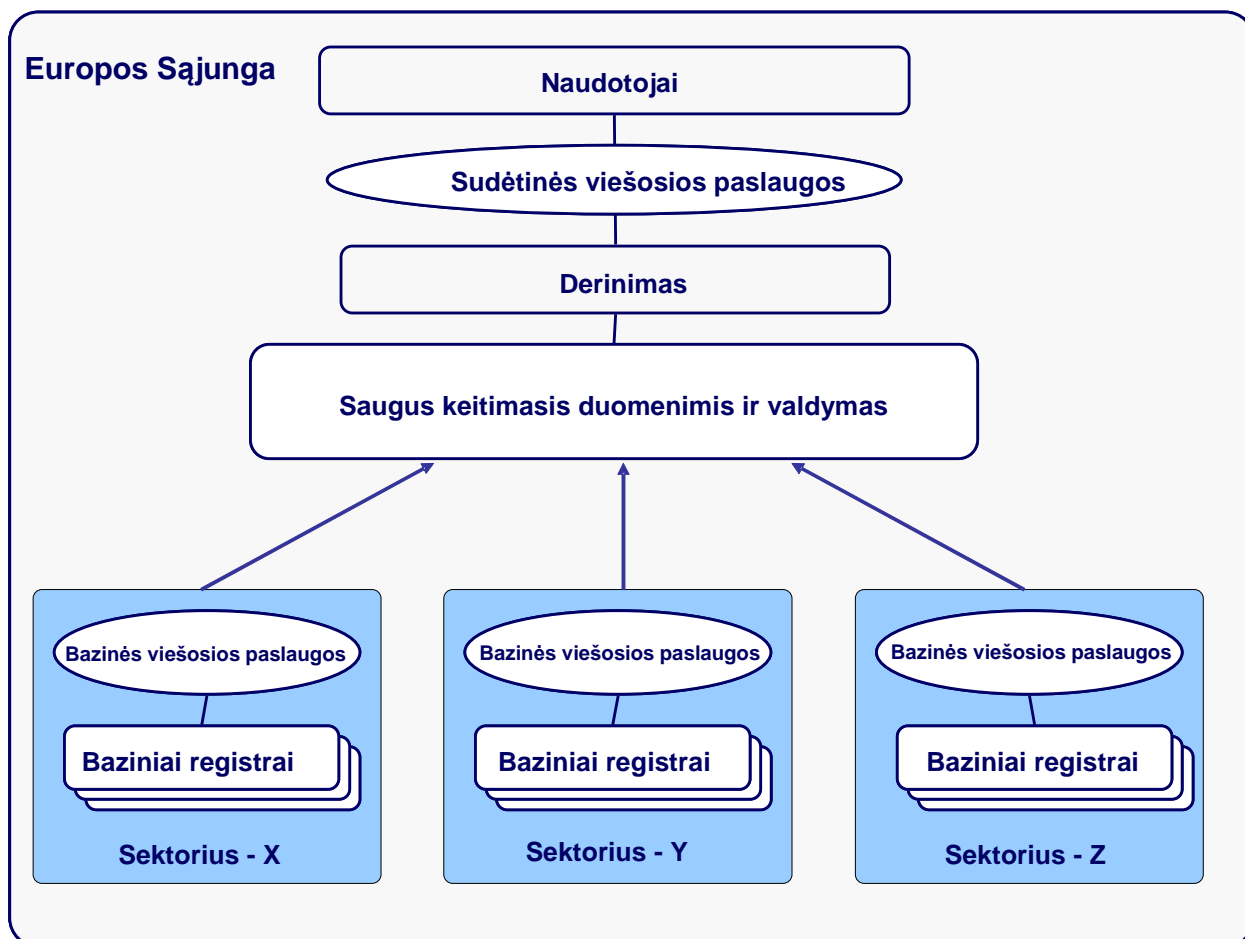 Europos Sąjunga
Naudotojai
Sudėtinės viešosios paslaugos
Derinimas
Saugus keitimasis duomenimis ir valdymas
Bazinės viešosios paslaugos
Baziniai registrai
Sektorius - X
Bazinės viešosios paslaugos
Baziniai registrai
Sektorius - Y
Bazinės viešosios paslaugos
Baziniai registrai
Sektorius - Z